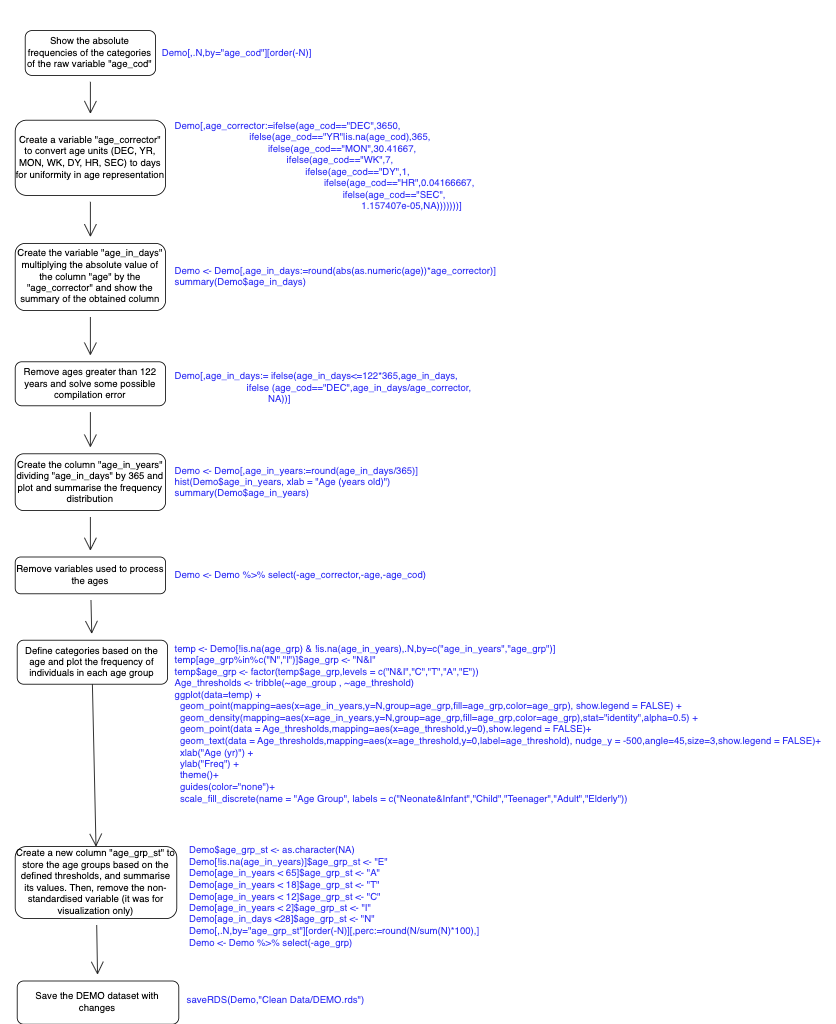 Show the absolute
frequencies of the categories
of the raw variable "age_cod"
Demo[,.N,by="age_cod"][order(-N)]
Create a variable "age_corrector"
to convert age units (DEC, YR,
MON, WK, DY, HR, SEC) to days
for uniformity in age representation
Demo[,age_corrector:=ifelse(age_cod=="DEC",3650,
ifelse(age_cod=="YR"|is.na(age_cod),365,
ifelse(age_cod=="MON",30.41667,
ifelse(age_cod=="WK",7,
ifelse(age_cod=="DY",1,
ifelse(age_cod=="HR",0.04166667,
ifelse(age_cod=="SEC",
1.157407e-05,NA)))))))]
Create the variable "age_in_days"
multiplying the absolute value of
the column "age" by the
"age_corrector" and show the
summary of the obtained column
Demo <- Demo[,age_in_days:=round(abs(as.numeric(age))*age_corrector)]
summary(Demo$age_in_days)
Remove ages greater than 122
years and solve some possible
compilation error
Demo[,age_in_days:= ifelse(age_in_days<=122*365,age_in_days,
ifelse (age_cod=="DEC",age_in_days/age_corrector,
NA))]
Create the column "age_in_years"
dividing "age_in_days" by 365 and
plot and summarise the frequency
distribution
Demo <- Demo[,age_in_years:=round(age_in_days/365)]
hist(Demo$age_in_years, xlab = "Age (years old)")
summary(Demo$age_in_years)
Remove variables used to process
the ages
Demo <- Demo %>% select(-age_corrector,-age,-age_cod)
Define categories based on the
age and plot the frequency of
individuals in each age group
temp <- Demo[!is.na(age_grp) & !is.na(age_in_years),.N,by=c("age_in_years","age_grp")]
temp[age_grp%in%c("N","I")]$age_grp <- "N&I"
temp$age_grp <- factor(temp$age_grp,levels = c("N&I","C","T","A","E"))
Age_thresholds <- tribble(~age_group , ~age_threshold)
ggplot(data=temp) +
geom_point(mapping=aes(x=age_in_years,y=N,group=age_grp,fill=age_grp,color=age_grp), show.legend = FALSE) +
geom_density(mapping=aes(x=age_in_years,y=N,group=age_grp,fill=age_grp,color=age_grp),stat="identity",alpha=0.5) +
geom_point(data = Age_thresholds,mapping=aes(x=age_threshold,y=0),show.legend = FALSE)+
geom_text(data = Age_thresholds,mapping=aes(x=age_threshold,y=0,label=age_threshold), nudge_y = -500,angle=45,size=3,show.legend = FALSE)+
xlab("Age (yr)") +
ylab("Freq") +
theme()+
guides(color="none")+
scale_fill_discrete(name = "Age Group", labels = c("Neonate&Infant","Child","Teenager","Adult","Elderly"))
Create a new column "age_grp_st" to
store the age groups based on the
defined thresholds, and summarise
its values. Then, remove the non-
standardised variable (it was for
visualization only)
Demo$age_grp_st <- as.character(NA)
Demo[!is.na(age_in_years)]$age_grp_st <- "E"
Demo[age_in_years < 65]$age_grp_st <- "A"
Demo[age_in_years < 18]$age_grp_st <- "T"
Demo[age_in_years < 12]$age_grp_st <- "C"
Demo[age_in_years < 2]$age_grp_st <- "I"
Demo[age_in_days <28]$age_grp_st <- "N"
Demo[,.N,by="age_grp_st"][order(-N)][,perc:=round(N/sum(N)*100),]
Demo <- Demo %>% select(-age_grp)
Save the DEMO dataset with
changes
saveRDS(Demo,"Clean Data/DEMO.rds")